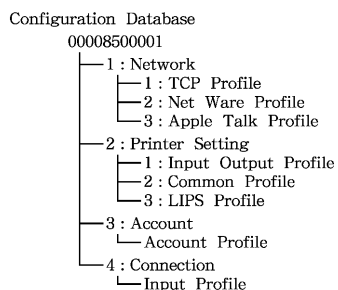 Configuration Database
00008500001
1 : Network
1 : TCP Profile
2 : Net Ware Profile
3 : Apple Talk Profile
2 : Printer Setting
1 : Input Output Profile
2 : Common Profile
3 : LIPS Profile
3 : Account
Account Profile
4 : Connection
Input Profile